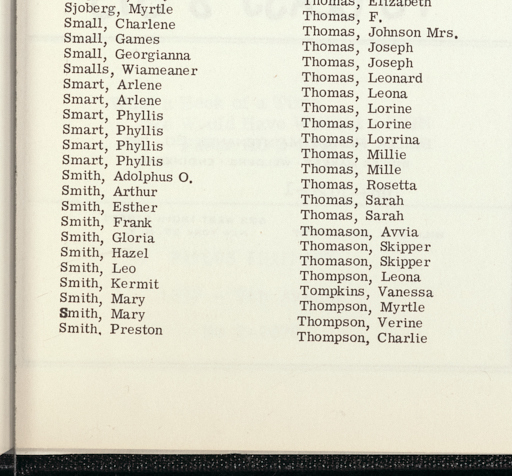 Sjoberg, Myrtle
Small, Charlene
Small, Games
Small, Georgianna
Smalls, Wiameaner
Smart, Arlene
Smart, Arlene
Smart, Phyllis
Smart, Phyllis
Smart, Phyllis
Smart, Phyllis
Smith, Adolphus O.
Smith, Arthur
Smith, Esther
Smith, Frank
Smith, Gloria
Smith, Hazel
Smith, Leo
Smith, Kermit
Smith, Mary
Smith, Mary
Smith, Preston
Thomas, Elizabeth
Thomas, F.
Thomas, Johnson Mrs.
Thomas, Joseph
Thomas, Joseph
Thomas, Leonard
Thomas, Leona
Thomas, Lorine
Thomas, Lorine
Thomas, Lorrina
Thomas, Millie
Thomas, Mille
Thomas, Rosetta
Thomas, Sarah
Thomas, Sarah
Thomason, Avvia
Thomason, Skipper
Thomason, Skipper
Thompson, Leona
Tompkins, Vanessa
Thompson, Myrtle
Thompson, Verine
Thompson, Charlie